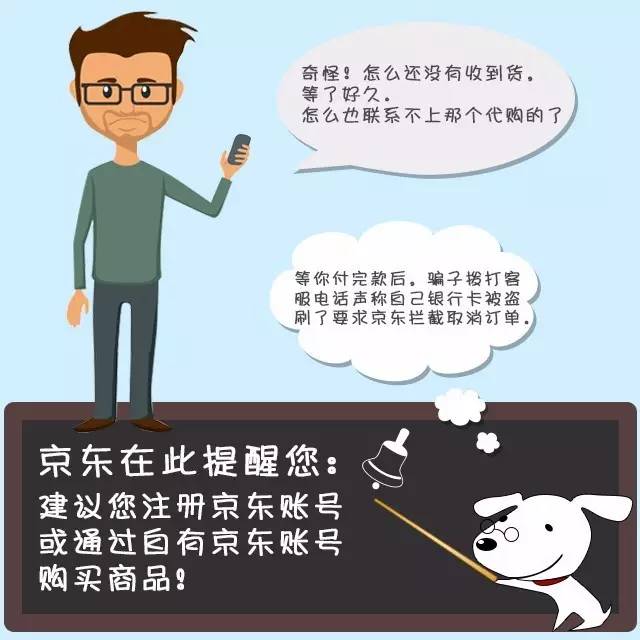 奇怪！怎么还没有收到货。
等了好久.
怎么也联系不上那个代购的了
等你付完款后。骗子拨打客
服电话声称自己银行卡被盗
刷了要求京东拦截取消订单.
京东在此提醒您：
建议您注册京东账号
或通过自有京东账号
购买商品！